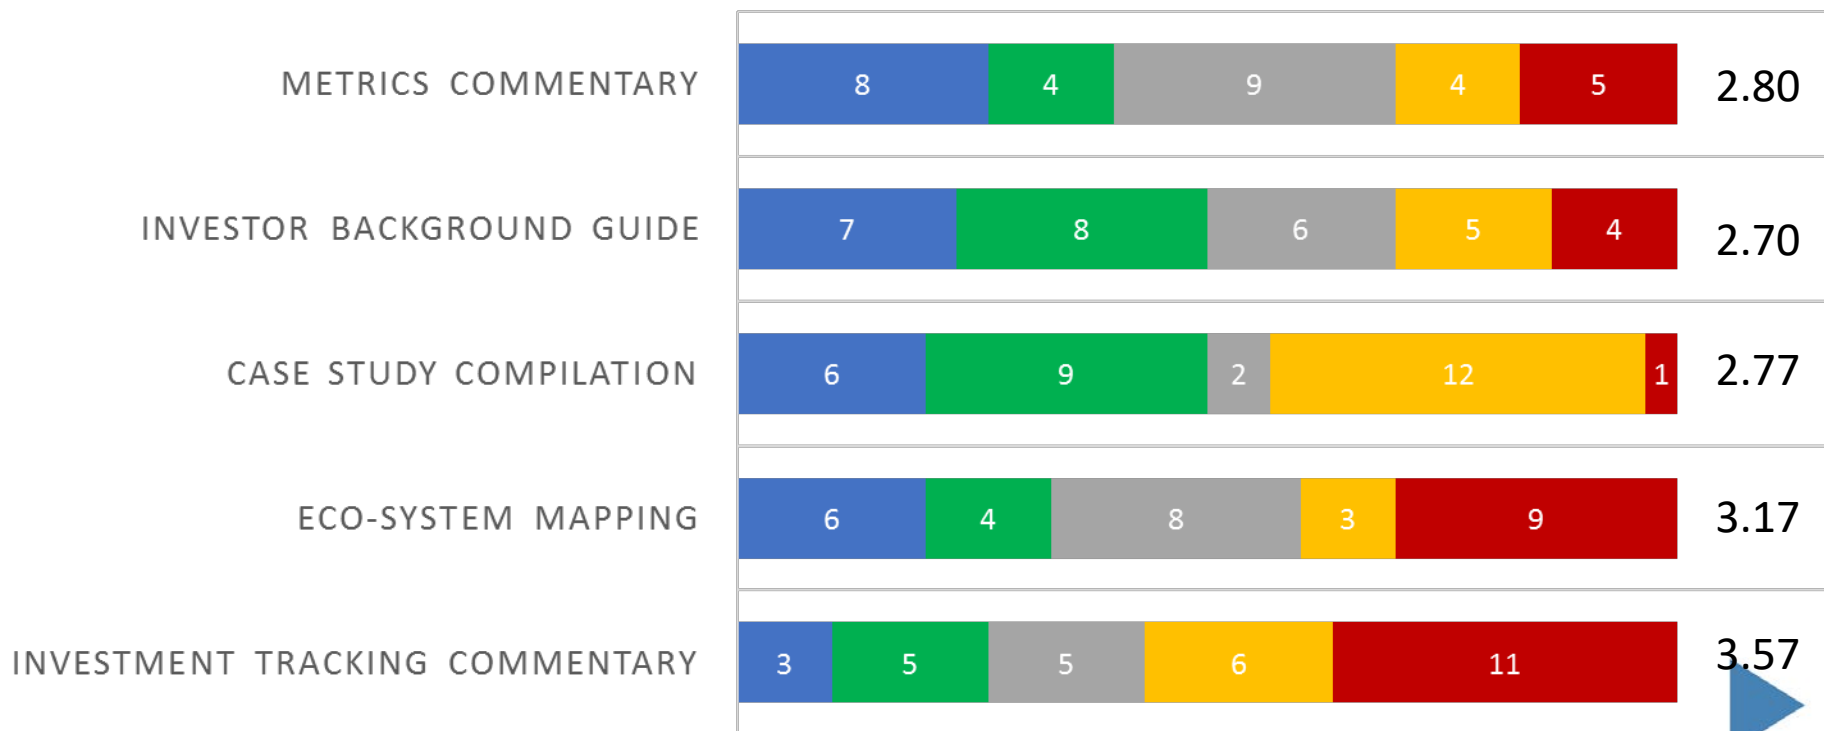 METRICS COMMENTARY 8 4 9 4 5 2.80
INVESTOR BACKGROUND GUIDE 7 8 6 5 4 2.70
CASE STUDY COMPILATION 6 9 2 12 1 2.77
ECO-SYSTEM MAPPING 6 4 8 3 9 3.17
INVESTMENT TRACKING COMMENTARY 3 5 5 6 11 3.57